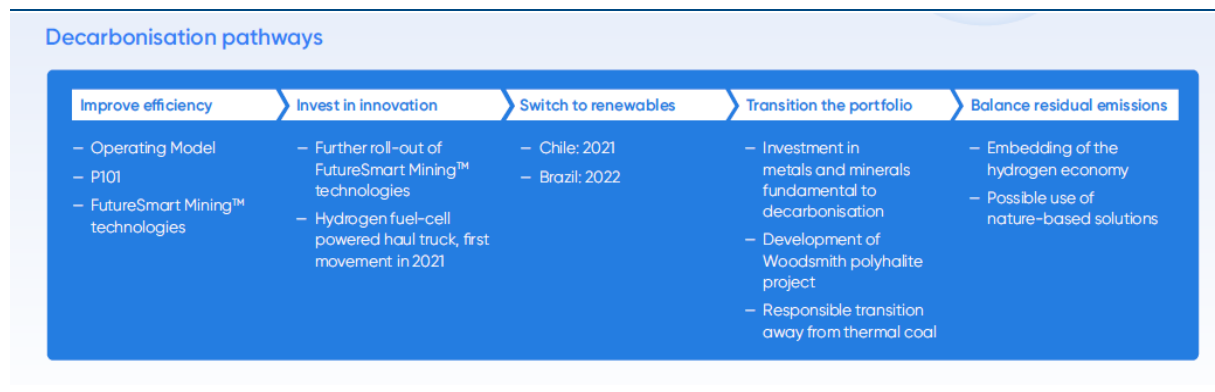 Decarbonisation pathways
Improve efficiency
– Operating Model
– P101
– FutureSmart Mining™
technologies
Invest in innovation
– Further roll-out of
FutureSmart Mining™
technologies
– Hydrogen fuel-cell
powered haul truck, first
movement in 2021
Switch to renewables
– Chile: 2021
– Brazil: 2022
Transition the portfolio
– Investment in
metals and minerals
fundamental to
decarbonisation
– Development of
Woodsmith polyhalite
project
– Responsible transition
away from thermal coal
Balance residual emissions
– Embedding of the
hydrogen economy
– Possible use of
nature-based solutions